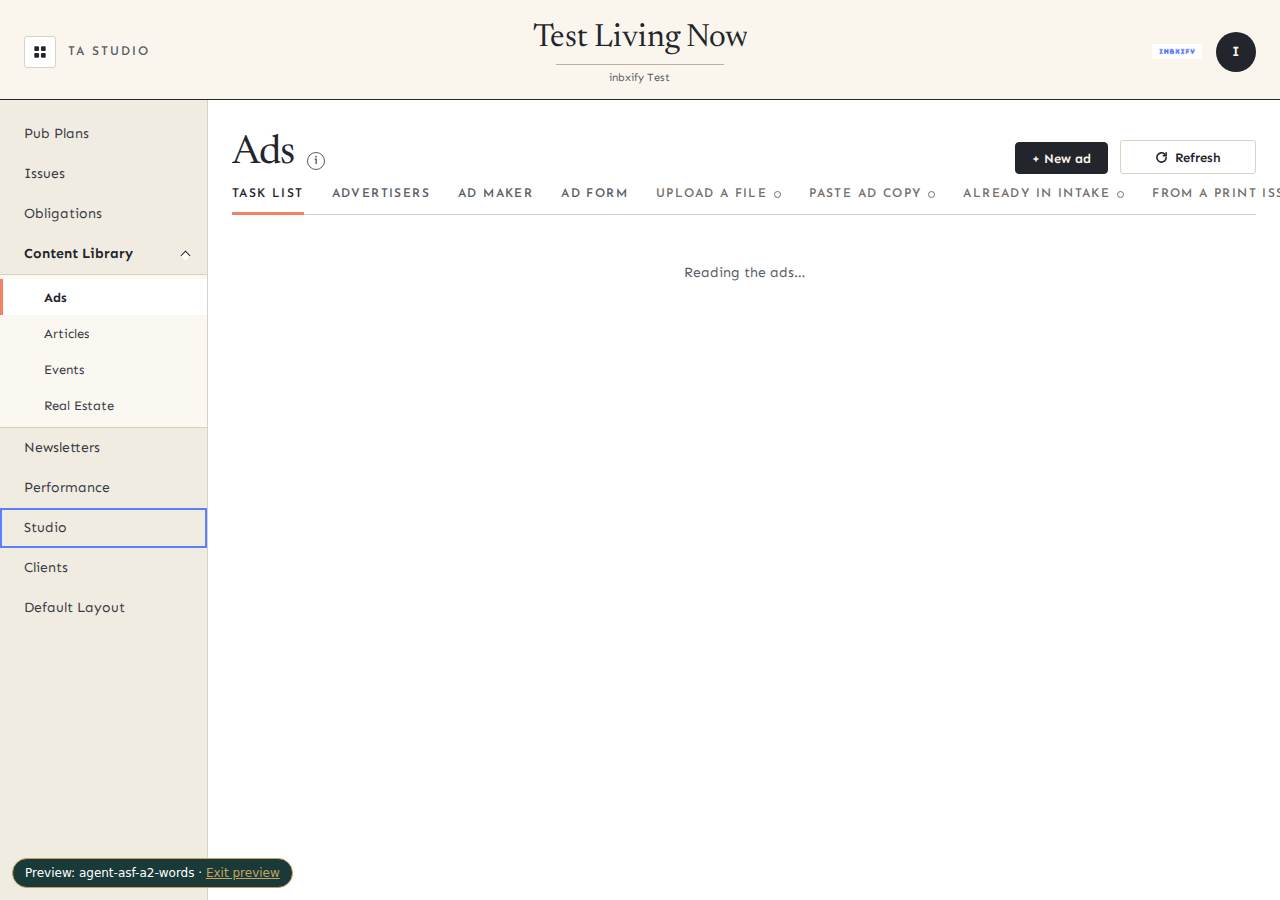 TA STUDIO
Test Living Now
inbxify Test
INBXIFY
I
Pub Plans
Issues
Obligations
Content Library
Ads
Articles
Events
Real Estate
Newsletters
Performance
Studio
Clients
Default Layout
Ads
i
+ New ad
Refresh
TASK LIST ADVERTISERS AD MAKER AD FORM UPLOAD A FILE PASTE AD COPY ALREADY IN INTAKE FROM A PRINT ISS
Reading the ads...
Preview: agent-asf-a2-words · Exit preview